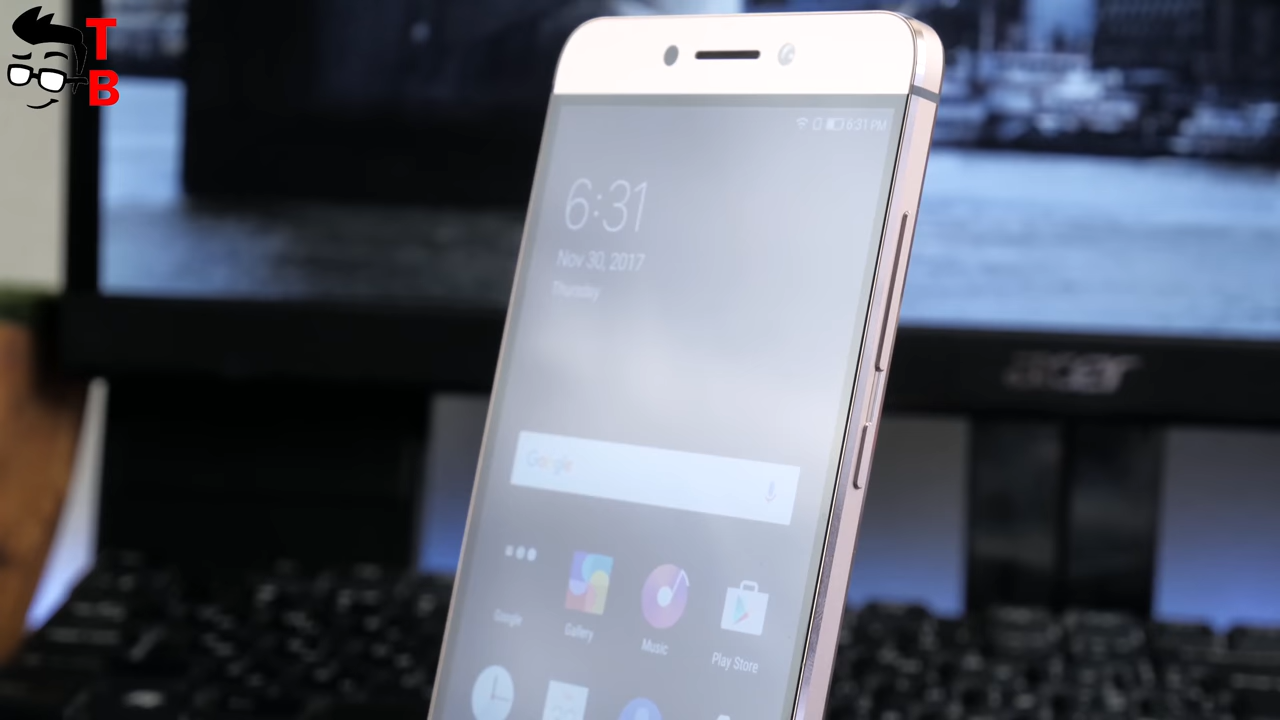 T
B
6:31 PM
6:31
Nov 30, 2017
Thursday
Google
Google
Gallery
Music
Play Store
acer